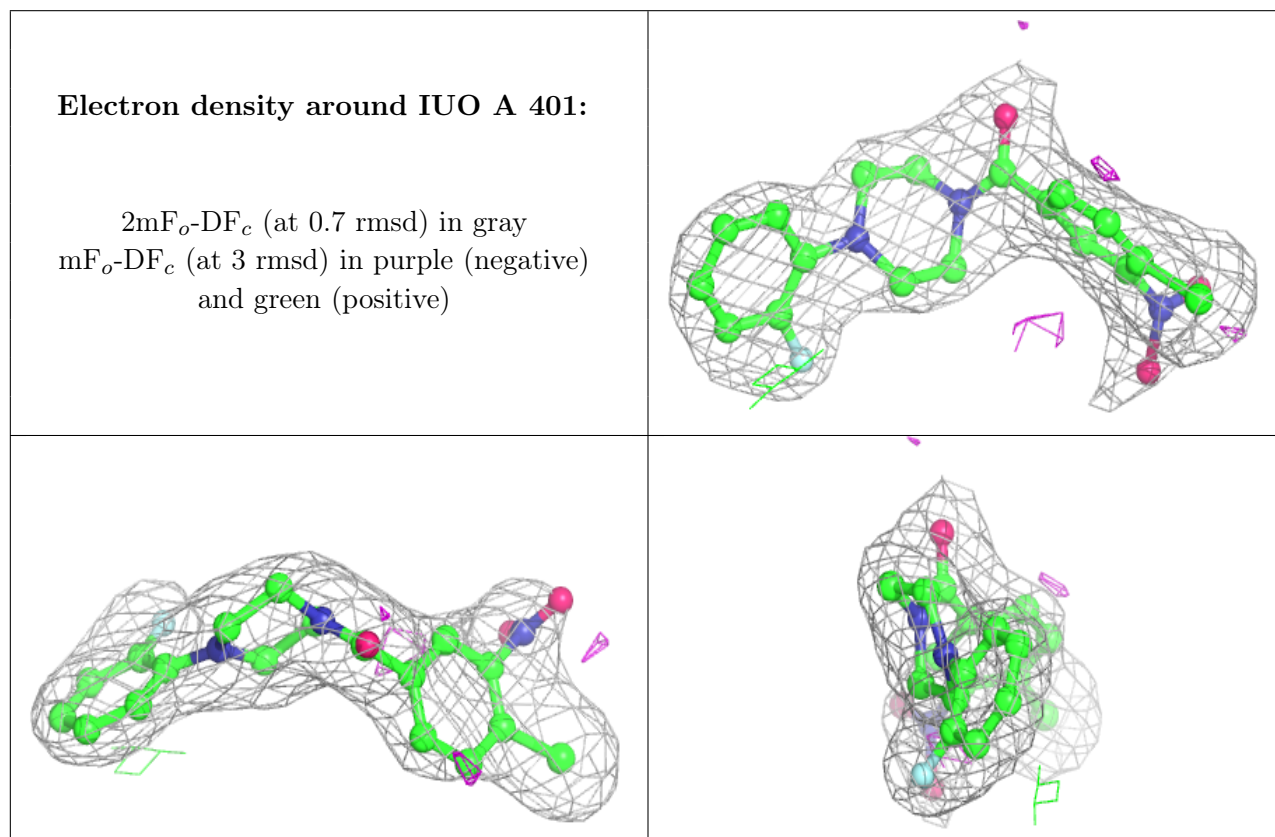 Electron density around IUO A 401:
2mFo-DFc (at 0.7 rmsd) in gray
mFo-DFc (at 3 rmsd) in purple (negative)
and green (positive)